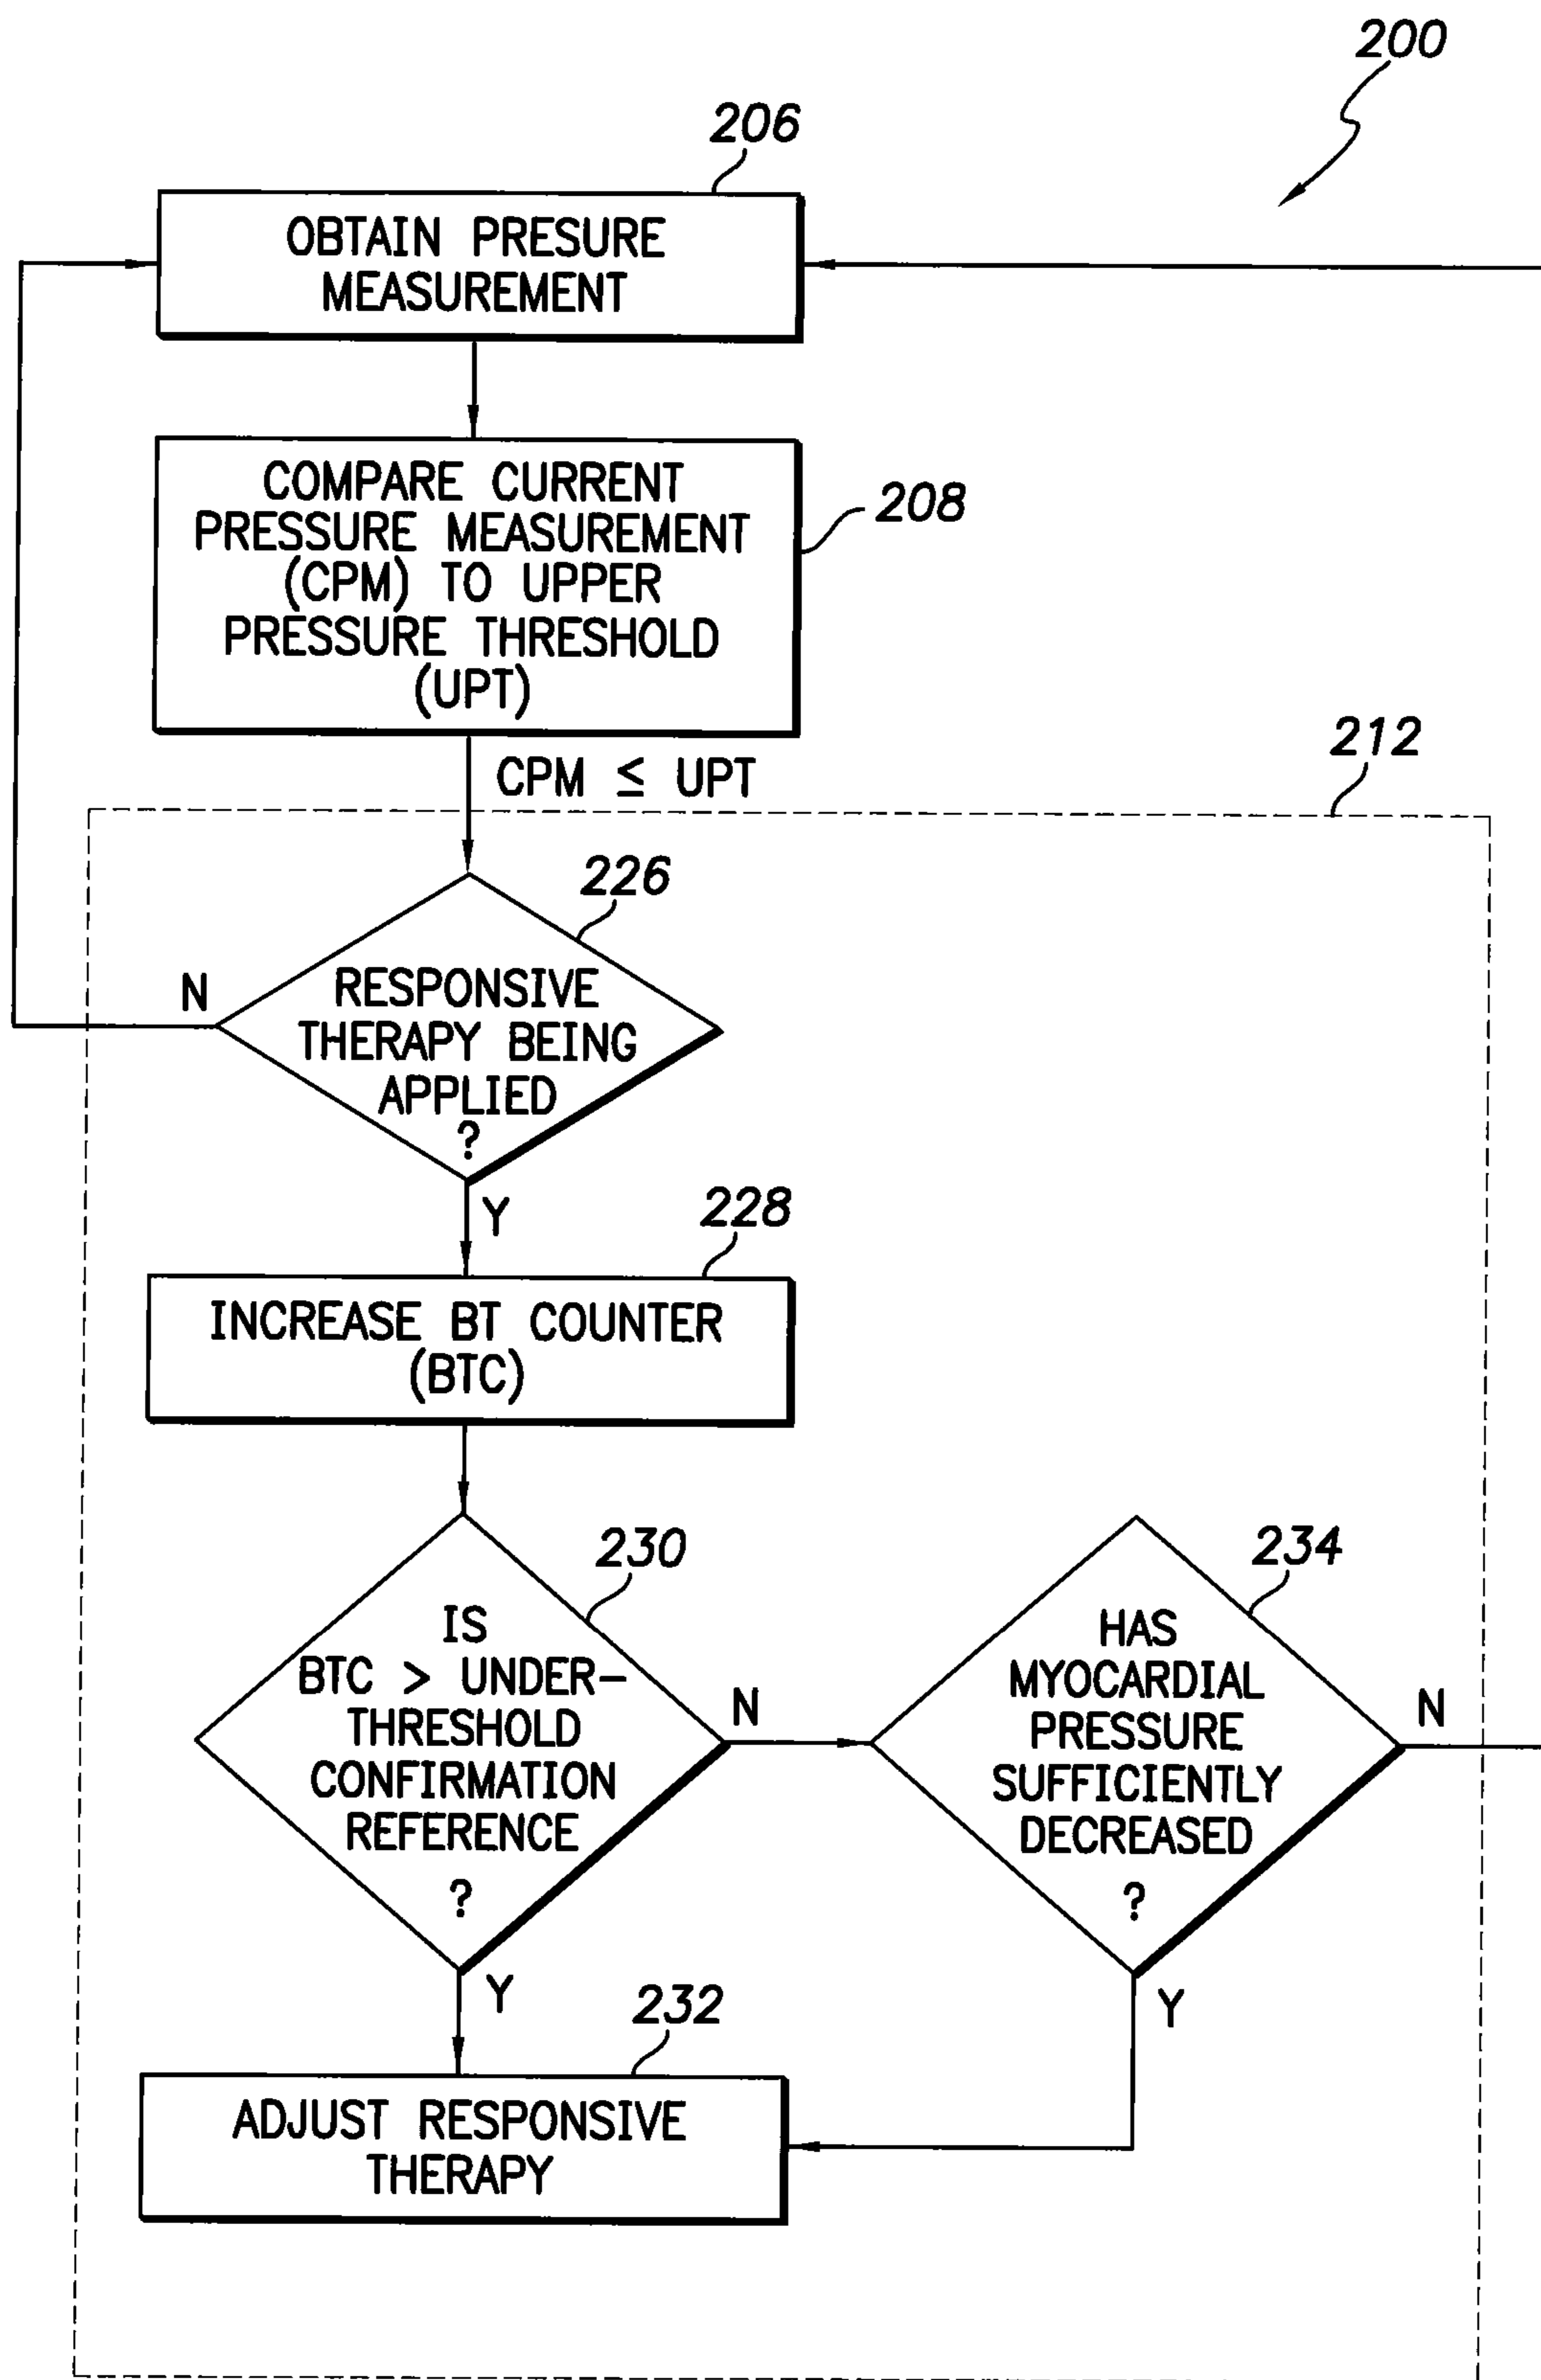 200
206
OBTAIN PRESURE
MEASUREMENT
COMPARE CURRENT
PRESSURE MEASUREMENT
(CPM) TO UPPER
PRESSURE THRESHOLD
(UPT)
208
CPM ≤ UPT
212
226
N
RESPONSIVE
THERAPY BEING
APPLIED
?
Y
228
INCREASE BT COUNTER
(BTC)
230
IS
BTC > UNDER-
THRESHOLD
CONFIRMATION
REFERENCE
?
N
234
HAS
MYOCARDIAL
PRESSURE
SUFFICIENTLY
DECREASED
?
N
Y
Y
232
ADJUST RESPONSIVE
THERAPY